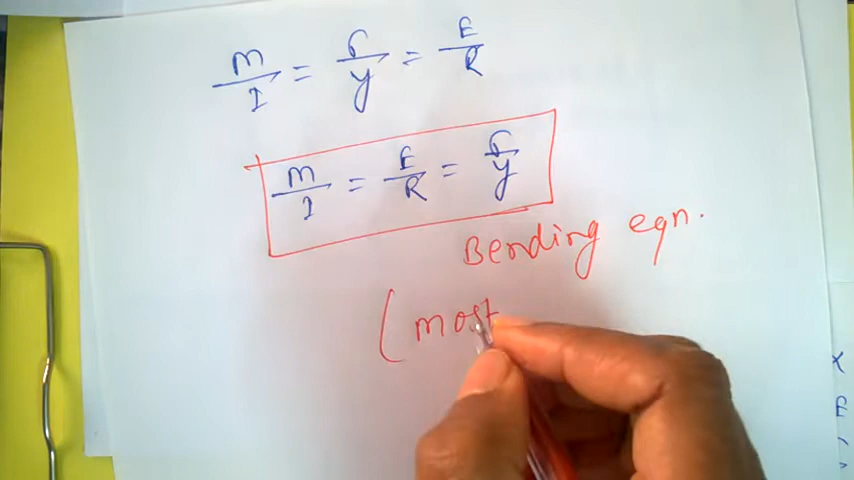 M/I = σ/y = E/R
M/I = E/R = σ/y
Bending eqn.
(most